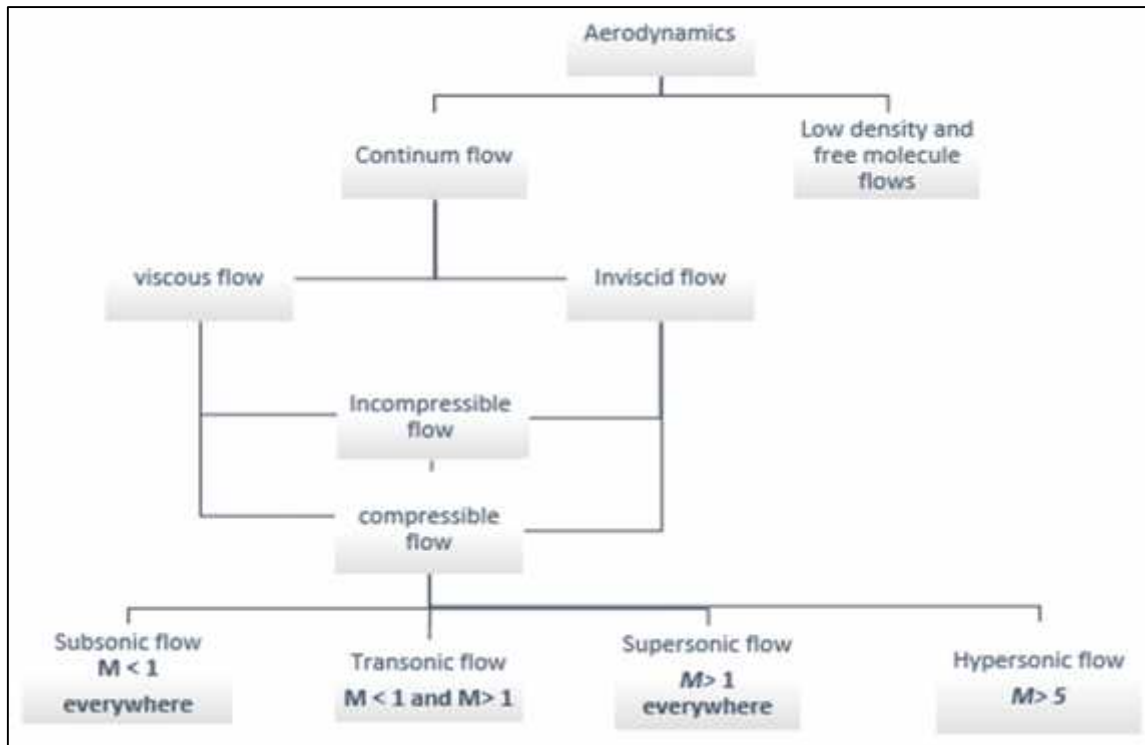 Aerodynamics
Continum flow
Low density and
free molecule
flows
viscous flow
Inviscid flow
Incompressible
flow
compressible
flow
Subsonic flow
M < 1
everywhere
Transonic flow
M < 1 and M> 1
Supersonic flow
M> 1
everywhere
Hypersonic flow
M> 5